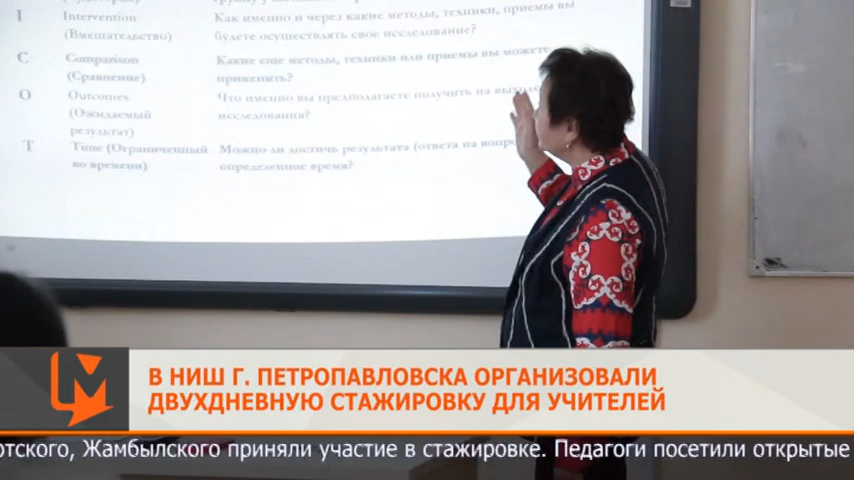 I Intervention Как именно и через какие методы, техники, приемы вы
(Вмешательство) будете осуществлять свое исследование?
C Comparison Какие еще методы, техники или приемы вы можете
(Сравнение) применить?
O Outcomex Что именно вы предполагаете получить на выходе
(Ожидаемый исследования?
результат)
T Time (Ограниченный Можно ли достичь результата (ответа на
во времени) определенное время?
В НИШ Г. ПЕТРОПАВЛОВСКА ОРГАНИЗОВАЛИ
ДВУХДНЕВНУЮ СТАЖИРОВКУ ДЛЯ УЧИТЕЛЕЙ
отского, Жамбылского приняли участие в стажировке. Педагоги посетили открытые